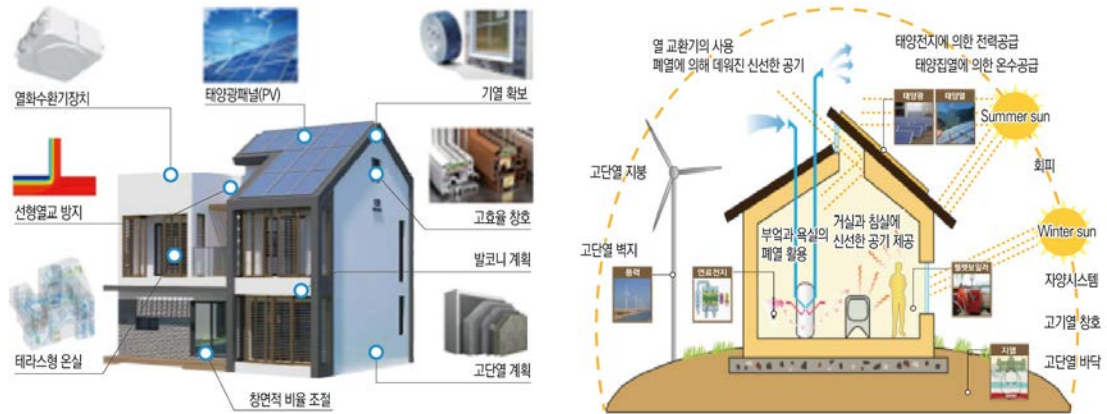 열화수환기장치
태양광패널(PV)
기열 확보
선형열교 방지
고효율 창호
발코니 계획
테라스형 온실
고단열 계획
창면적 비율 조절
열 교환기의 사용
폐열에 의해 데워진 신선한 공기
태양전지에 의한 전력공급
태양집열에 의한 온수공급
태양광
태양열
Summer sun
회피
고단열 지붕
부엌과 욕실의
폐열 활용
거실과 침실에
신선한 공기 제공
Winter sun
고단열 벽지
풍력
연료전지
펠렛보일러
자양시스템
고기열 창호
지열
고단열 바닥